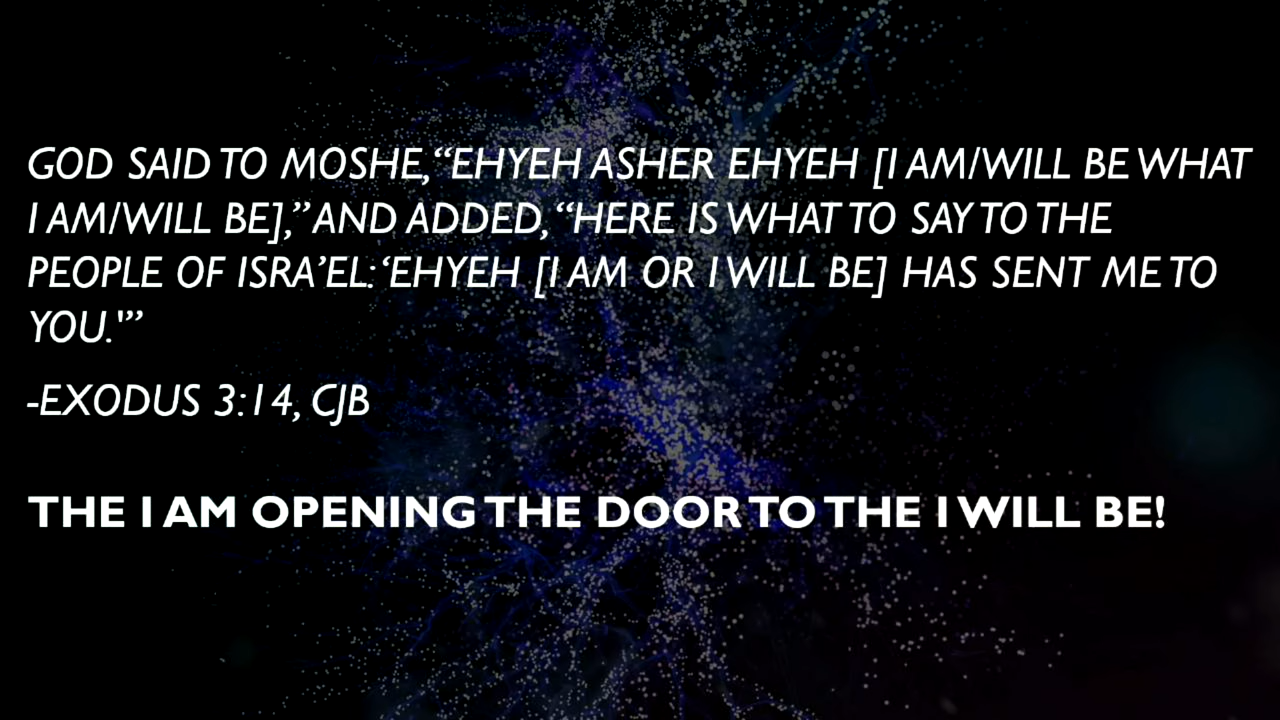 GOD SAID TO MOSHE, “EHYEH ASHER EHYEH [I AM/WILL BE WHAT
I AM/WILL BE],” AND ADDED, “HERE IS WHAT TO SAY TO THE
PEOPLE OF ISRA’EL: ‘EHYEH [I AM OR I WILL BE] HAS SENT ME TO
YOU.'”
-EXODUS 3:14, CJB
THE I AM OPENING THE DOOR TO THE I WILL BE!